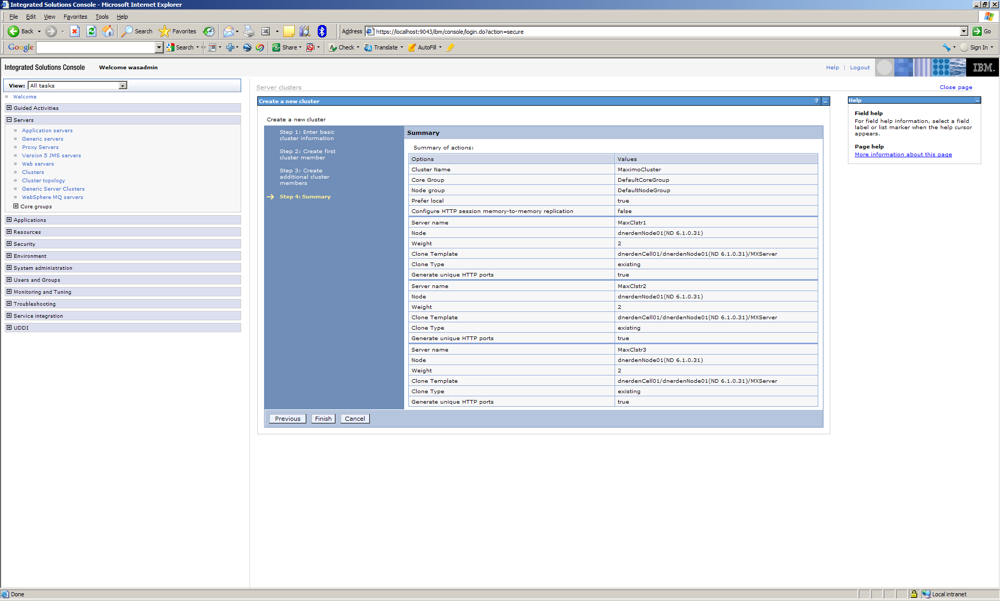 Integrated Solutions Console - Microsoft Internet Explorer
File Edit View Favorites Tools Help
Back Search Favorites Address https://localhost:9043/ibm/console/login.do?action=secure Go
Google Search Share Check Translate AutoFill Sign In
Integrated Solutions Console Welcome wasadmin Help | Logout IBM.
View: All tasks
Welcome
Guided Activities
Servers
Application servers
Generic servers
Proxy Servers
Version 5 JMS servers
Web servers
Clusters
Cluster topology
Generic Server Clusters
WebSphere MQ servers
Core groups
Applications
Resources
Security
Environment
System administration
Users and Groups
Monitoring and Tuning
Troubleshooting
Service integration
UDDI
Server clusters Close page
Create a new cluster ?
Create a new cluster
Step 1: Enter basic
cluster information
Step 2: Create first
cluster member
Step 3: Create
additional cluster
members
Step 4: Summary
Summary
Summary of actions:
Options Values
Cluster Name MaximoCluster
Core Group DefaultCoreGroup
Node group DefaultNodeGroup
Prefer local true
Configure HTTP session memory-to-memory replication false
Server name MaxClstr1
Node dnerdenNode01(ND 6.1.0.31)
Weight 2
Clone Template dnerdenCell01/dnerdenNode01(ND 6.1.0.31)/MXServer
Clone Type existing
Generate unique HTTP ports true
Server name MaxClstr2
Node dnerdenNode01(ND 6.1.0.31)
Weight 2
Clone Template dnerdenCell01/dnerdenNode01(ND 6.1.0.31)/MXServer
Clone Type existing
Generate unique HTTP ports true
Server name MaxClstr3
Node dnerdenNode01(ND 6.1.0.31)
Weight 2
Clone Template dnerdenCell01/dnerdenNode01(ND 6.1.0.31)/MXServer
Clone Type existing
Generate unique HTTP ports true
Previous Finish Cancel
Help
Field help
For field help information, select a field
label or list marker when the help cursor
appears.
Page help
More information about this page
Done Local intranet